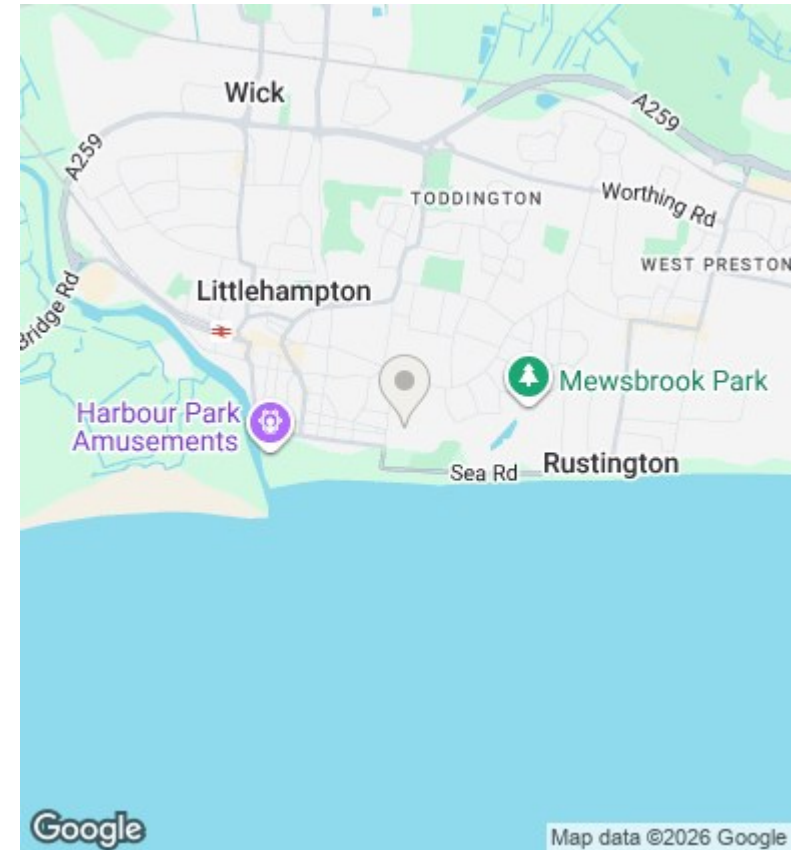 Wick
A259
A259
TODDINGTON
Worthing Rd
WEST PRESTON
Littlehampton
Bridge Rd
Mewsbrook Park
Harbour Park
Amusements
Sea Rd
Rustington
Google
Map data ©2026 Google